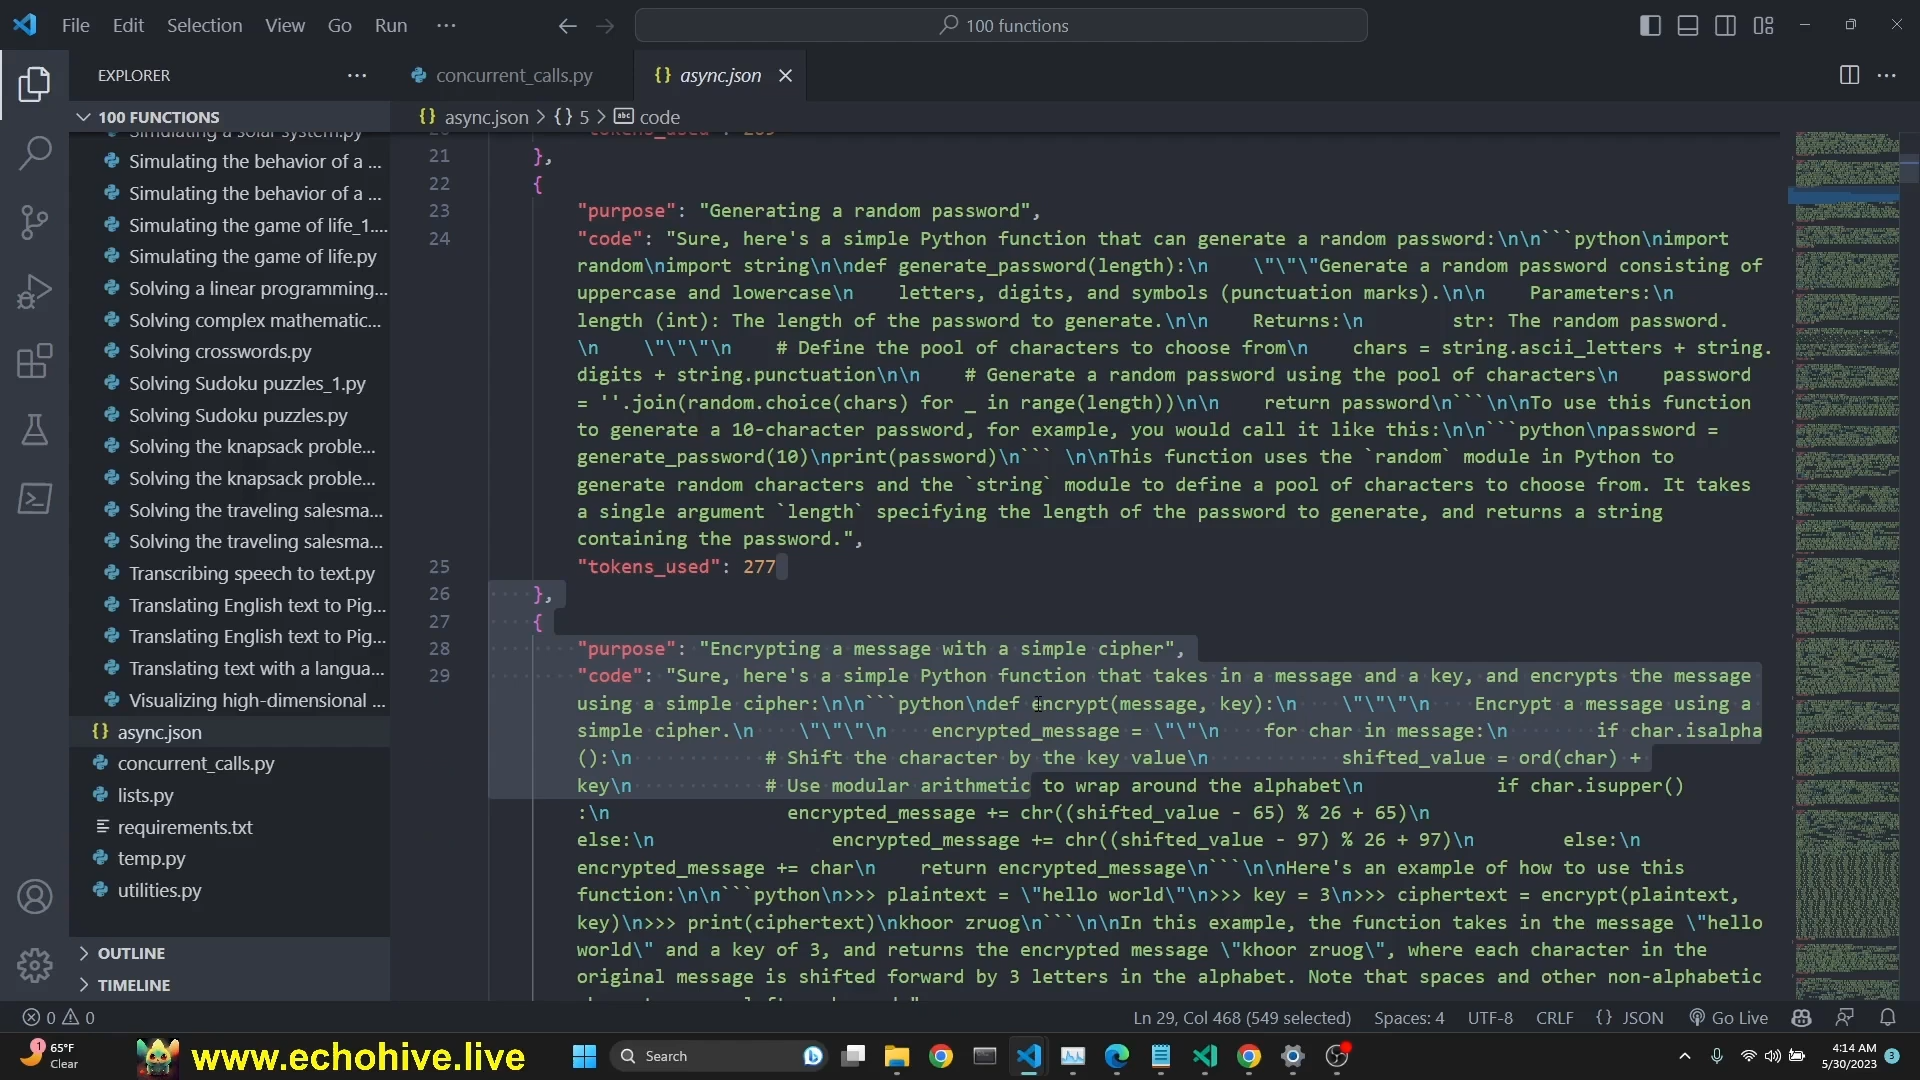 File Edit Selection View Go Run ··· 100 functions
EXPLORER ···
concurrent_calls.py
{} async.json
100 FUNCTIONS
{} async.json > {} 5 > abc code
Simulating a solar system.py
Simulating the behavior of a ...
Simulating the behavior of a ...
Simulating the game of life_1....
Simulating the game of life.py
Solving a linear programming...
Solving complex mathematic...
Solving crosswords.py
Solving Sudoku puzzles_1.py
Solving Sudoku puzzles.py
Solving the knapsack proble...
Solving the knapsack proble...
Solving the traveling salesma...
Solving the traveling salesma...
Transcribing speech to text.py
Translating English text to Pig...
Translating English text to Pig...
Translating text with a langua...
Visualizing high-dimensional ...
{} async.json
concurrent_calls.py
lists.py
requirements.txt
temp.py
utilities.py
OUTLINE
TIMELINE
21 },
22 {
23 "purpose": "Generating a random password",
24 "code": "Sure, here's a simple Python function that can generate a random password:\n\n```python\nimport
random\nimport string\n\ndef generate_password(length):\n    \"\"\"Generate a random password consisting of
uppercase and lowercase\n    letters, digits, and symbols (punctuation marks).\n\n    Parameters:\n
length (int): The length of the password to generate.\n\n    Returns:\n        str: The random password.
\n    \"\"\"\n    # Define the pool of characters to choose from\n    chars = string.ascii_letters + string.
digits + string.punctuation\n\n    # Generate a random password using the pool of characters\n    password
= ''.join(random.choice(chars) for _ in range(length))\n\n    return password\n```\n\nTo use this function
to generate a 10-character password, for example, you would call it like this:\n\n```python\npassword =
generate_password(10)\nprint(password)\n``` \n\nThis function uses the `random` module in Python to
generate random characters and the `string` module to define a pool of characters to choose from. It takes
a single argument `length` specifying the length of the password to generate, and returns a string
containing the password.",
25 "tokens_used": 277
26 },
27 {
28 "purpose": "Encrypting a message with a simple cipher",
29 "code": "Sure, here's a simple Python function that takes in a message and a key, and encrypts the message
using a simple cipher:\n\n```python\ndef encrypt(message, key):\n    \"\"\"\n    Encrypt a message using a
simple cipher.\n    \"\"\"\n    encrypted_message = \"\"\n    for char in message:\n        if char.isalpha
():\n            # Shift the character by the key value\n            shifted_value = ord(char) +
key\n            # Use modular arithmetic to wrap around the alphabet\n            if char.isupper()
:\n                encrypted_message += chr((shifted_value - 65) % 26 + 65)\n
else:\n                encrypted_message += chr((shifted_value - 97) % 26 + 97)\n        else:\n
encrypted_message += char\n    return encrypted_message\n```\n\nHere's an example of how to use this
function:\n\n```python\n>>> plaintext = \"hello world\"\n>>> key = 3\n>>> ciphertext = encrypt(plaintext,
key)\n>>> print(ciphertext)\nkhoor zruog\n```\n\nIn this example, the function takes in the message \"hello
world\" and a key of 3, and returns the encrypted message \"khoor zruog\", where each character in the
original message is shifted forward by 3 letters in the alphabet. Note that spaces and other non-alphabetic
0 0 Ln 29, Col 468 (549 selected) Spaces: 4 UTF-8 CRLF {} JSON Go Live
1 65°F
Clear
www.echohive.live
Search
4:14 AM
5/30/2023
3